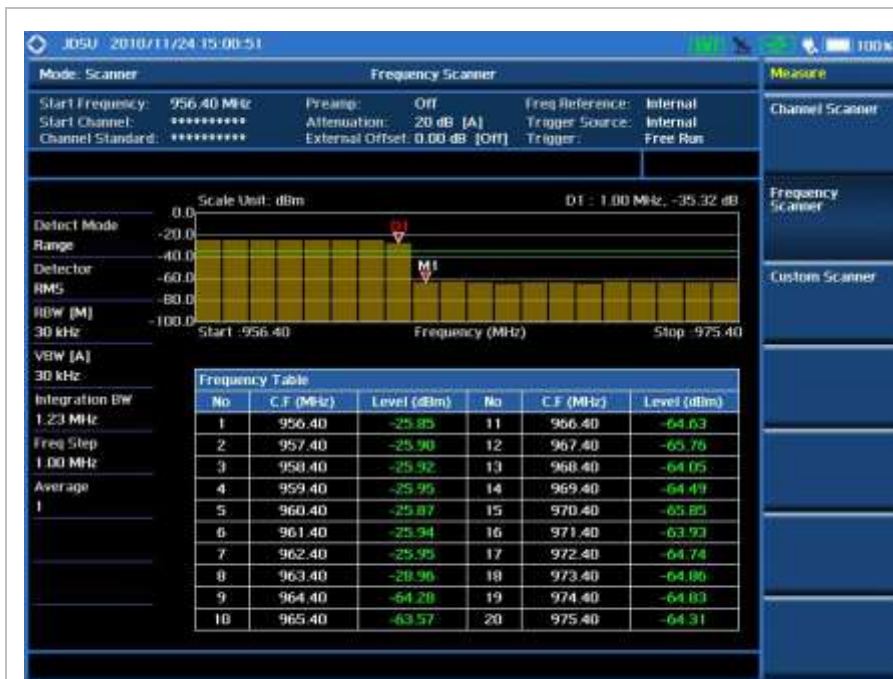 JDSU 2010/11/24 15:00:51
100%
Mode: Scanner
Frequency Scanner
Measure
Start Frequency: 956.40 MHz
Preamp: Off
Freq Reference: Internal
Start Channel: **********
Attenuation: 20 dB [A]
Trigger Source: Internal
Channel Standard: **********
External Offset: 0.00 dB [Off]
Trigger: Free Run
Channel Scanner
Frequency
Scanner
Custom Scanner
Detect Mode
Range
Detector
RMS
RBW [M]
30 kHz
VBW [A]
30 kHz
Integration BW
1.23 MHz
Freq Step
1.00 MHz
Average
1
Scale Unit: dBm
D1 : 1.00 MHz, -35.32 dB
0.0
-20.0
-40.0
-60.0
-80.0
-100.0
D1
M1
Start :956.40
Frequency (MHz)
Stop :975.40
Frequency Table
No C.F (MHz) Level (dBm) No C.F (MHz) Level (dBm)
1 956.40 -25.85 11 966.40 -64.63
2 957.40 -25.90 12 967.40 -65.76
3 958.40 -25.92 13 968.40 -64.05
4 959.40 -25.95 14 969.40 -64.49
5 960.40 -25.87 15 970.40 -65.85
6 961.40 -25.94 16 971.40 -63.93
7 962.40 -25.95 17 972.40 -64.74
8 963.40 -28.96 18 973.40 -64.86
9 964.40 -64.28 19 974.40 -64.83
10 965.40 -63.57 20 975.40 -64.31